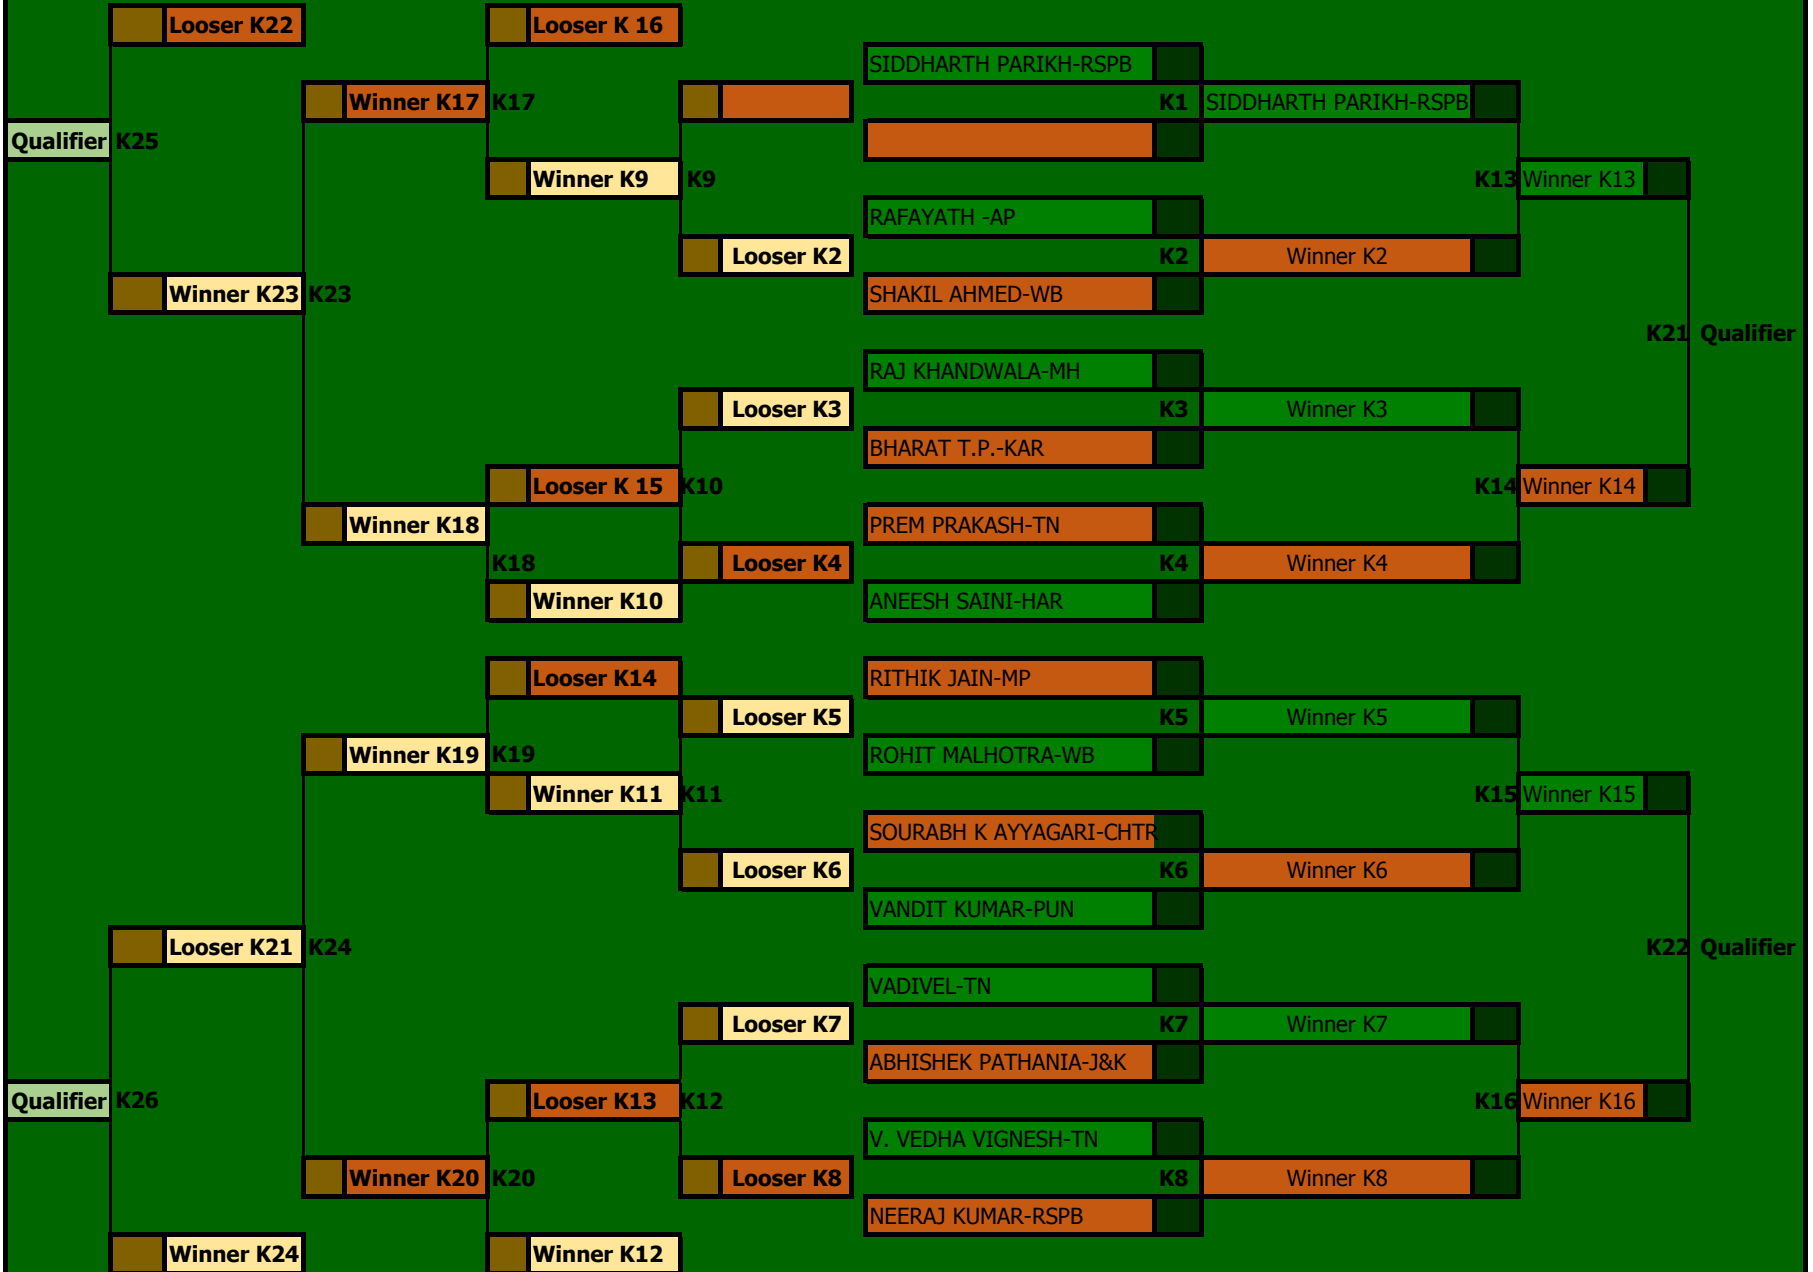 Looser K22 Looser K 16
SIDDHARTH PARIKH-RSPB
Winner K17 K17 K1 SIDDHARTH PARIKH-RSPB
Qualifier K25
Winner K9 K9 K13 Winner K13
RAFAYATH -AP
Looser K2 K2 Winner K2
Winner K23 K23 SHAKIL AHMED-WB
K21 Qualifier
RAJ KHANDWALA-MH
Looser K3 K3 Winner K3
BHARAT T.P.-KAR
Looser K 15 K10 K14 Winner K14
Winner K18 PREM PRAKASH-TN
K18 Looser K4 K4 Winner K4
Winner K10 ANEESH SAINI-HAR
Looser K14 RITHIK JAIN-MP
Looser K5 K5 Winner K5
Winner K19 K19 ROHIT MALHOTRA-WB
Winner K11 K11 K15 Winner K15
SOURABH K AYYAGARI-CHTR
Looser K6 K6 Winner K6
VANDIT KUMAR-PUN
Looser K21 K24 K22 Qualifier
VADIVEL-TN
Looser K7 K7 Winner K7
ABHISHEK PATHANIA-J&K
Qualifier K26 Looser K13 K12 K16 Winner K16
V. VEDHA VIGNESH-TN
Winner K20 K20 Looser K8 K8 Winner K8
NEERAJ KUMAR-RSPB
Winner K24 Winner K12